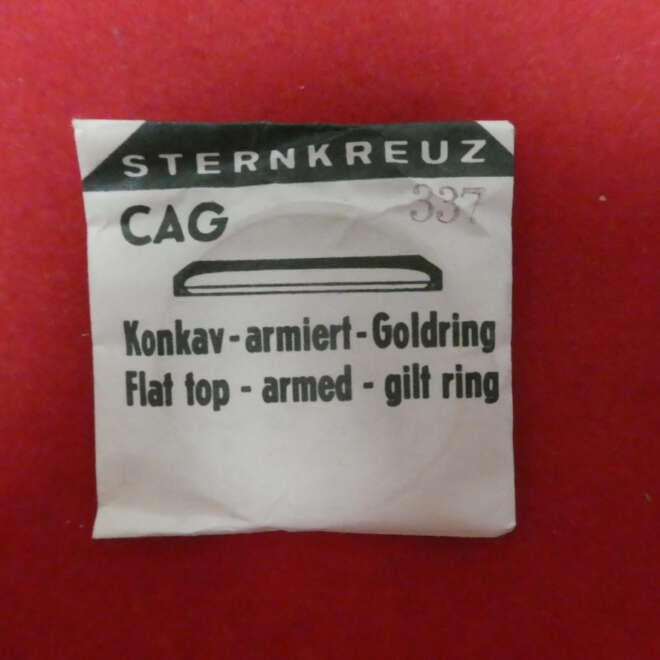 STERNKREUZ
337
CAG
Konkav-armiert-Goldring
Flat top - armed - gilt ring